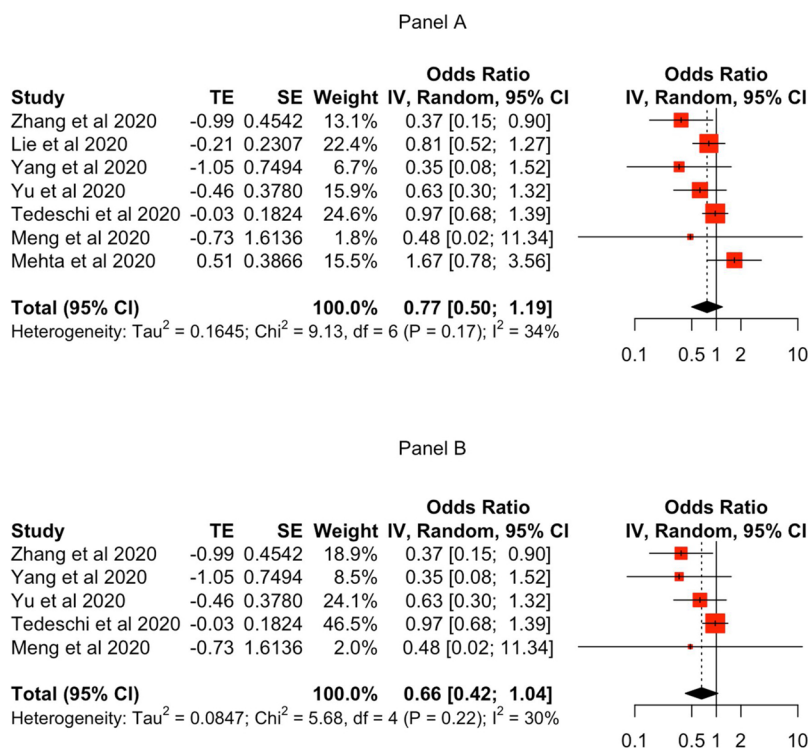 Panel A
Odds Ratio Odds Ratio
Study TE SE Weight IV, Random, 95% CI IV, Random, 95% CI
Zhang et al 2020 -0.99 0.4542 13.1% 0.37 [0.15; 0.90]
Lie et al 2020 -0.21 0.2307 22.4% 0.81 [0.52; 1.27]
Yang et al 2020 -1.05 0.7494 6.7% 0.35 [0.08; 1.52]
Yu et al 2020 -0.46 0.3780 15.9% 0.63 [0.30; 1.32]
Tedeschi et al 2020 -0.03 0.1824 24.6% 0.97 [0.68; 1.39]
Meng et al 2020 -0.73 1.6136 1.8% 0.48 [0.02; 11.34]
Mehta et al 2020 0.51 0.3866 15.5% 1.67 [0.78; 3.56]
Total (95% CI) 100.0% 0.77 [0.50; 1.19]
Heterogeneity: Tau² = 0.1645; Chi² = 9.13, df = 6 (P = 0.17); I² = 34%
0.1 0.5 1 2 10
Panel B
Odds Ratio Odds Ratio
Study TE SE Weight IV, Random, 95% CI IV, Random, 95% CI
Zhang et al 2020 -0.99 0.4542 18.9% 0.37 [0.15; 0.90]
Yang et al 2020 -1.05 0.7494 8.5% 0.35 [0.08; 1.52]
Yu et al 2020 -0.46 0.3780 24.1% 0.63 [0.30; 1.32]
Tedeschi et al 2020 -0.03 0.1824 46.5% 0.97 [0.68; 1.39]
Meng et al 2020 -0.73 1.6136 2.0% 0.48 [0.02; 11.34]
Total (95% CI) 100.0% 0.66 [0.42; 1.04]
Heterogeneity: Tau² = 0.0847; Chi² = 5.68, df = 4 (P = 0.22); I² = 30%
0.1 0.5 1 2 10